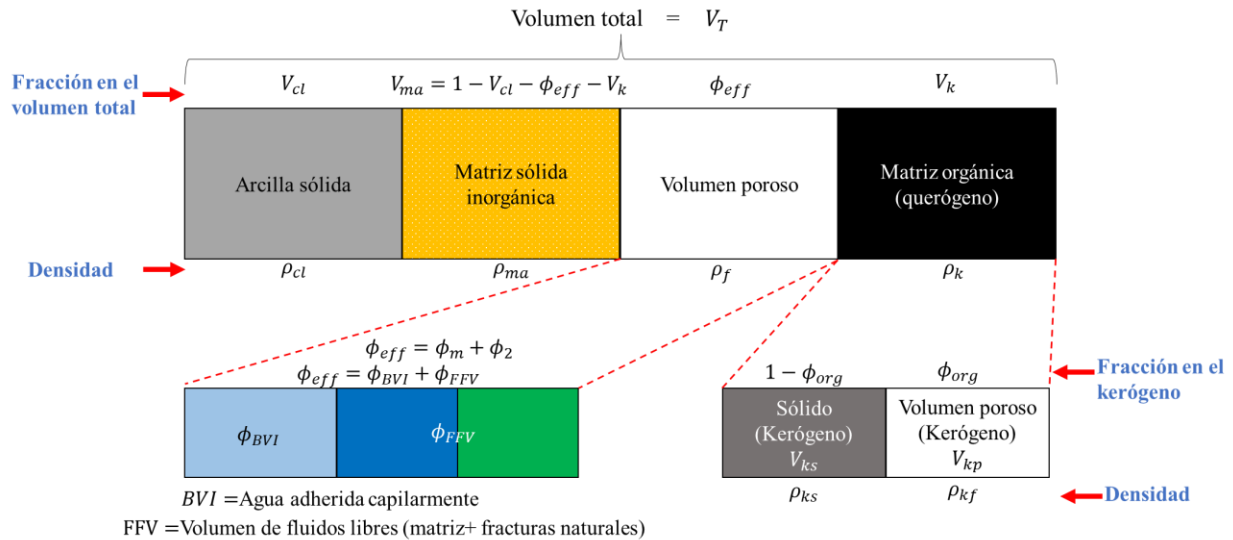 Volumen total = V_T
Fracción en el
volumen total
V_cl
V_ma = 1 − V_cl − ϕ_eff − V_k
ϕ_eff
V_k
Arcilla sólida
Matriz sólida
inorgánica
Volumen poroso
Matriz orgánica
(querógeno)
Densidad
ρ_cl
ρ_ma
ρ_f
ρ_k
ϕ_eff = ϕ_m + ϕ_2
ϕ_eff = ϕ_BVI + ϕ_FFV
1 − ϕ_org
ϕ_org
Fracción en el
kerógeno
ϕ_BVI
ϕ_FFV
Sólido
(Kerógeno)
V_ks
Volumen poroso
(Kerógeno)
V_kp
ρ_ks
ρ_kf
Densidad
BVI =Agua adherida capilarmente
FFV =Volumen de fluidos libres (matriz+ fracturas naturales)